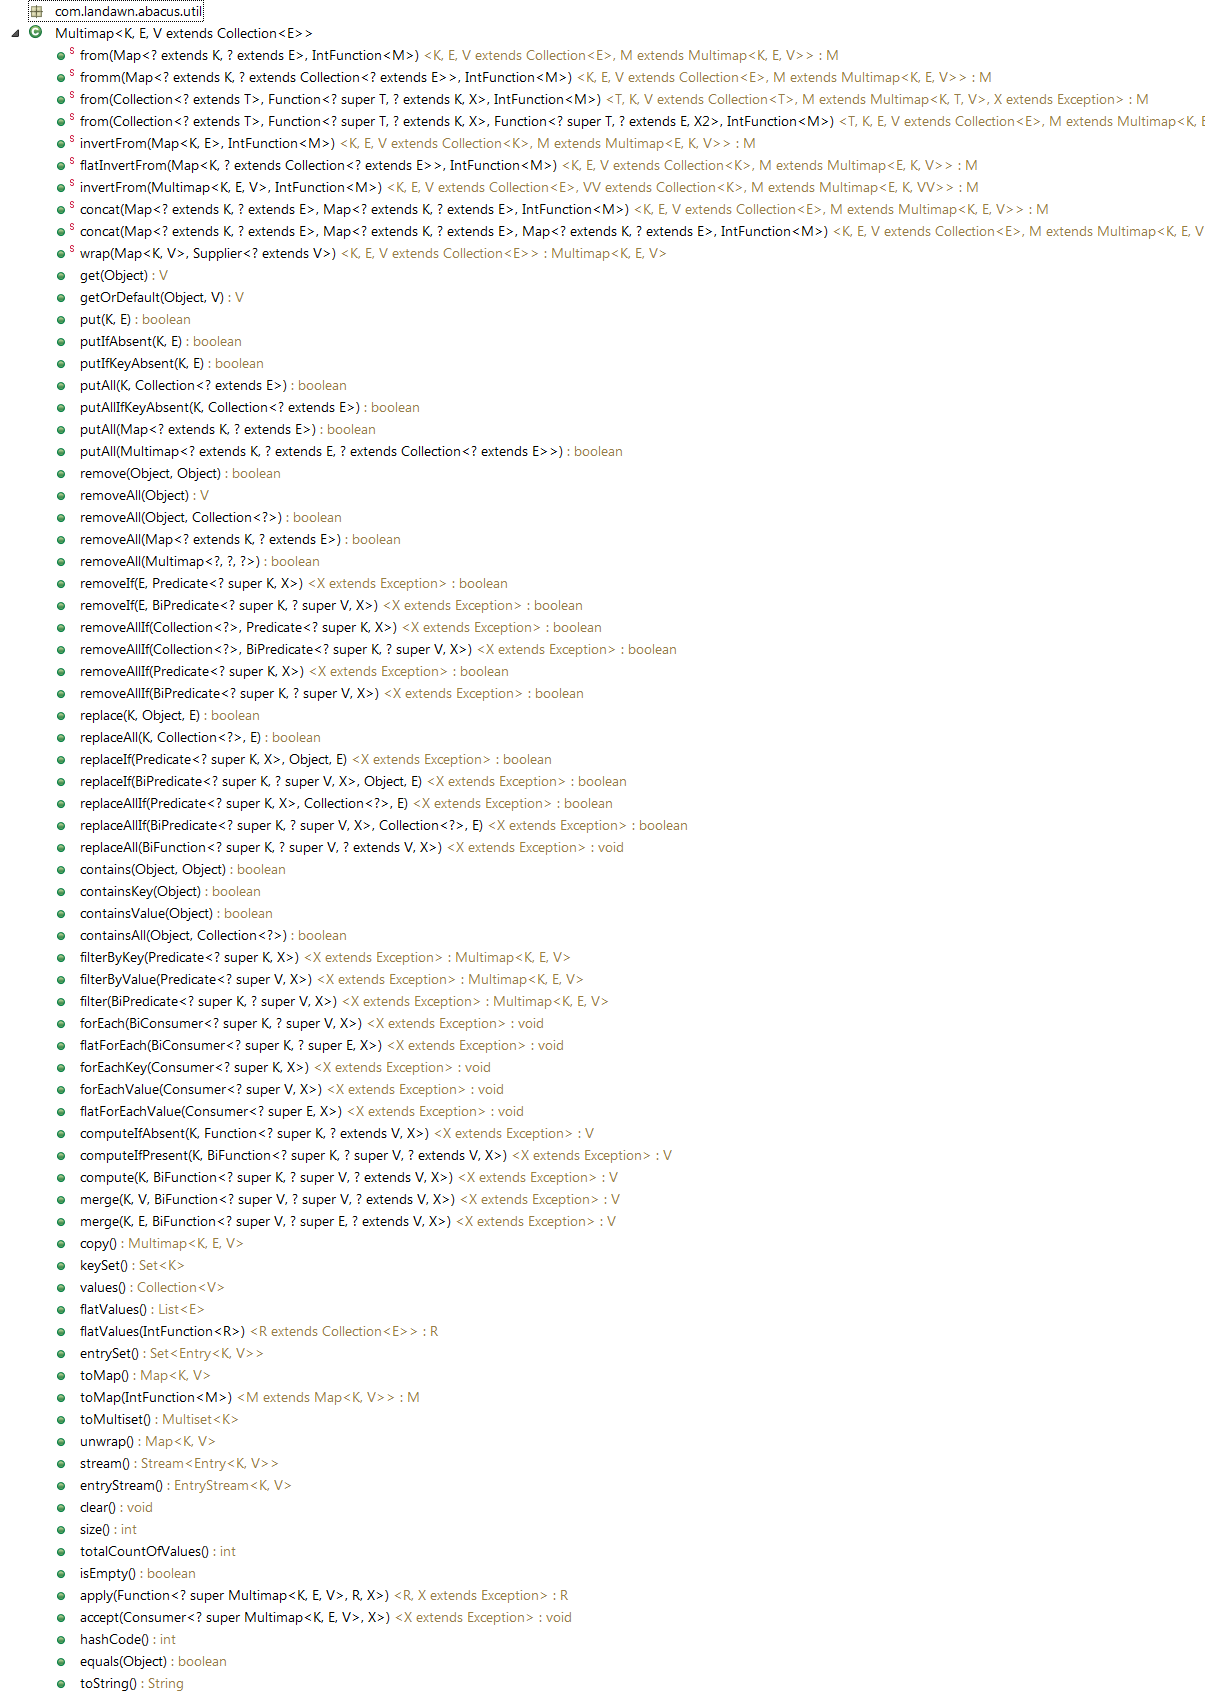 com.landawn.abacus.util
Multimap<K, E, V extends Collection<E>>
S from(Map<? extends K, ? extends E>, IntFunction<M>) <K, E, V extends Collection<E>, M extends Multimap<K, E, V>> : M
S fromm(Map<? extends K, ? extends Collection<? extends E>>, IntFunction<M>) <K, E, V extends Collection<E>, M extends Multimap<K, E, V>> : M
S from(Collection<? extends T>, Function<? super T, ? extends K, X>, IntFunction<M>) <T, K, V extends Collection<T>, M extends Multimap<K, T, V>, X extends Exception> : M
S from(Collection<? extends T>, Function<? super T, ? extends K, X>, Function<? super T, ? extends E, X2>, IntFunction<M>) <T, K, E, V extends Collection<E>, M extends Multimap<K, E
S invertFrom(Map<K, E>, IntFunction<M>) <K, E, V extends Collection<K>, M extends Multimap<E, K, V>> : M
S flatInvertFrom(Map<K, ? extends Collection<? extends E>>, IntFunction<M>) <K, E, V extends Collection<K>, M extends Multimap<E, K, V>> : M
S invertFrom(Multimap<K, E, V>, IntFunction<M>) <K, E, V extends Collection<E>, VV extends Collection<K>, M extends Multimap<E, K, VV>> : M
S concat(Map<? extends K, ? extends E>, Map<? extends K, ? extends E>, IntFunction<M>) <K, E, V extends Collection<E>, M extends Multimap<K, E, V>> : M
S concat(Map<? extends K, ? extends E>, Map<? extends K, ? extends E>, Map<? extends K, ? extends E>, IntFunction<M>) <K, E, V extends Collection<E>, M extends Multimap<K, E, V
S wrap(Map<K, V>, Supplier<? extends V>) <K, E, V extends Collection<E>> : Multimap<K, E, V>
get(Object) : V
getOrDefault(Object, V) : V
put(K, E) : boolean
putIfAbsent(K, E) : boolean
putIfKeyAbsent(K, E) : boolean
putAll(K, Collection<? extends E>) : boolean
putAllIfKeyAbsent(K, Collection<? extends E>) : boolean
putAll(Map<? extends K, ? extends E>) : boolean
putAll(Multimap<? extends K, ? extends E, ? extends Collection<? extends E>>) : boolean
remove(Object, Object) : boolean
removeAll(Object) : V
removeAll(Object, Collection<?>) : boolean
removeAll(Map<? extends K, ? extends E>) : boolean
removeAll(Multimap<?, ?, ?>) : boolean
removeIf(E, Predicate<? super K, X>) <X extends Exception> : boolean
removeIf(E, BiPredicate<? super K, ? super V, X>) <X extends Exception> : boolean
removeAllIf(Collection<?>, Predicate<? super K, X>) <X extends Exception> : boolean
removeAllIf(Collection<?>, BiPredicate<? super K, ? super V, X>) <X extends Exception> : boolean
removeAllIf(Predicate<? super K, X>) <X extends Exception> : boolean
removeAllIf(BiPredicate<? super K, ? super V, X>) <X extends Exception> : boolean
replace(K, Object, E) : boolean
replaceAll(K, Collection<?>, E) : boolean
replaceIf(Predicate<? super K, X>, Object, E) <X extends Exception> : boolean
replaceIf(BiPredicate<? super K, ? super V, X>, Object, E) <X extends Exception> : boolean
replaceAllIf(Predicate<? super K, X>, Collection<?>, E) <X extends Exception> : boolean
replaceAllIf(BiPredicate<? super K, ? super V, X>, Collection<?>, E) <X extends Exception> : boolean
replaceAll(BiFunction<? super K, ? super V, ? extends V, X>) <X extends Exception> : void
contains(Object, Object) : boolean
containsKey(Object) : boolean
containsValue(Object) : boolean
containsAll(Object, Collection<?>) : boolean
filterByKey(Predicate<? super K, X>) <X extends Exception> : Multimap<K, E, V>
filterByValue(Predicate<? super V, X>) <X extends Exception> : Multimap<K, E, V>
filter(BiPredicate<? super K, ? super V, X>) <X extends Exception> : Multimap<K, E, V>
forEach(BiConsumer<? super K, ? super V, X>) <X extends Exception> : void
flatForEach(BiConsumer<? super K, ? super E, X>) <X extends Exception> : void
forEachKey(Consumer<? super K, X>) <X extends Exception> : void
forEachValue(Consumer<? super V, X>) <X extends Exception> : void
flatForEachValue(Consumer<? super E, X>) <X extends Exception> : void
computeIfAbsent(K, Function<? super K, ? extends V, X>) <X extends Exception> : V
computeIfPresent(K, BiFunction<? super K, ? super V, ? extends V, X>) <X extends Exception> : V
compute(K, BiFunction<? super K, ? super V, ? extends V, X>) <X extends Exception> : V
merge(K, V, BiFunction<? super V, ? super V, ? extends V, X>) <X extends Exception> : V
merge(K, E, BiFunction<? super V, ? super E, ? extends V, X>) <X extends Exception> : V
copy() : Multimap<K, E, V>
keySet() : Set<K>
values() : Collection<V>
flatValues() : List<E>
flatValues(IntFunction<R>) <R extends Collection<E>> : R
entrySet() : Set<Entry<K, V>>
toMap() : Map<K, V>
toMap(IntFunction<M>) <M extends Map<K, V>> : M
toMultiset() : Multiset<K>
unwrap() : Map<K, V>
stream() : Stream<Entry<K, V>>
entryStream() : EntryStream<K, V>
clear() : void
size() : int
totalCountOfValues() : int
isEmpty() : boolean
apply(Function<? super Multimap<K, E, V>, R, X>) <R, X extends Exception> : R
accept(Consumer<? super Multimap<K, E, V>, X>) <X extends Exception> : void
hashCode() : int
equals(Object) : boolean
toString() : String